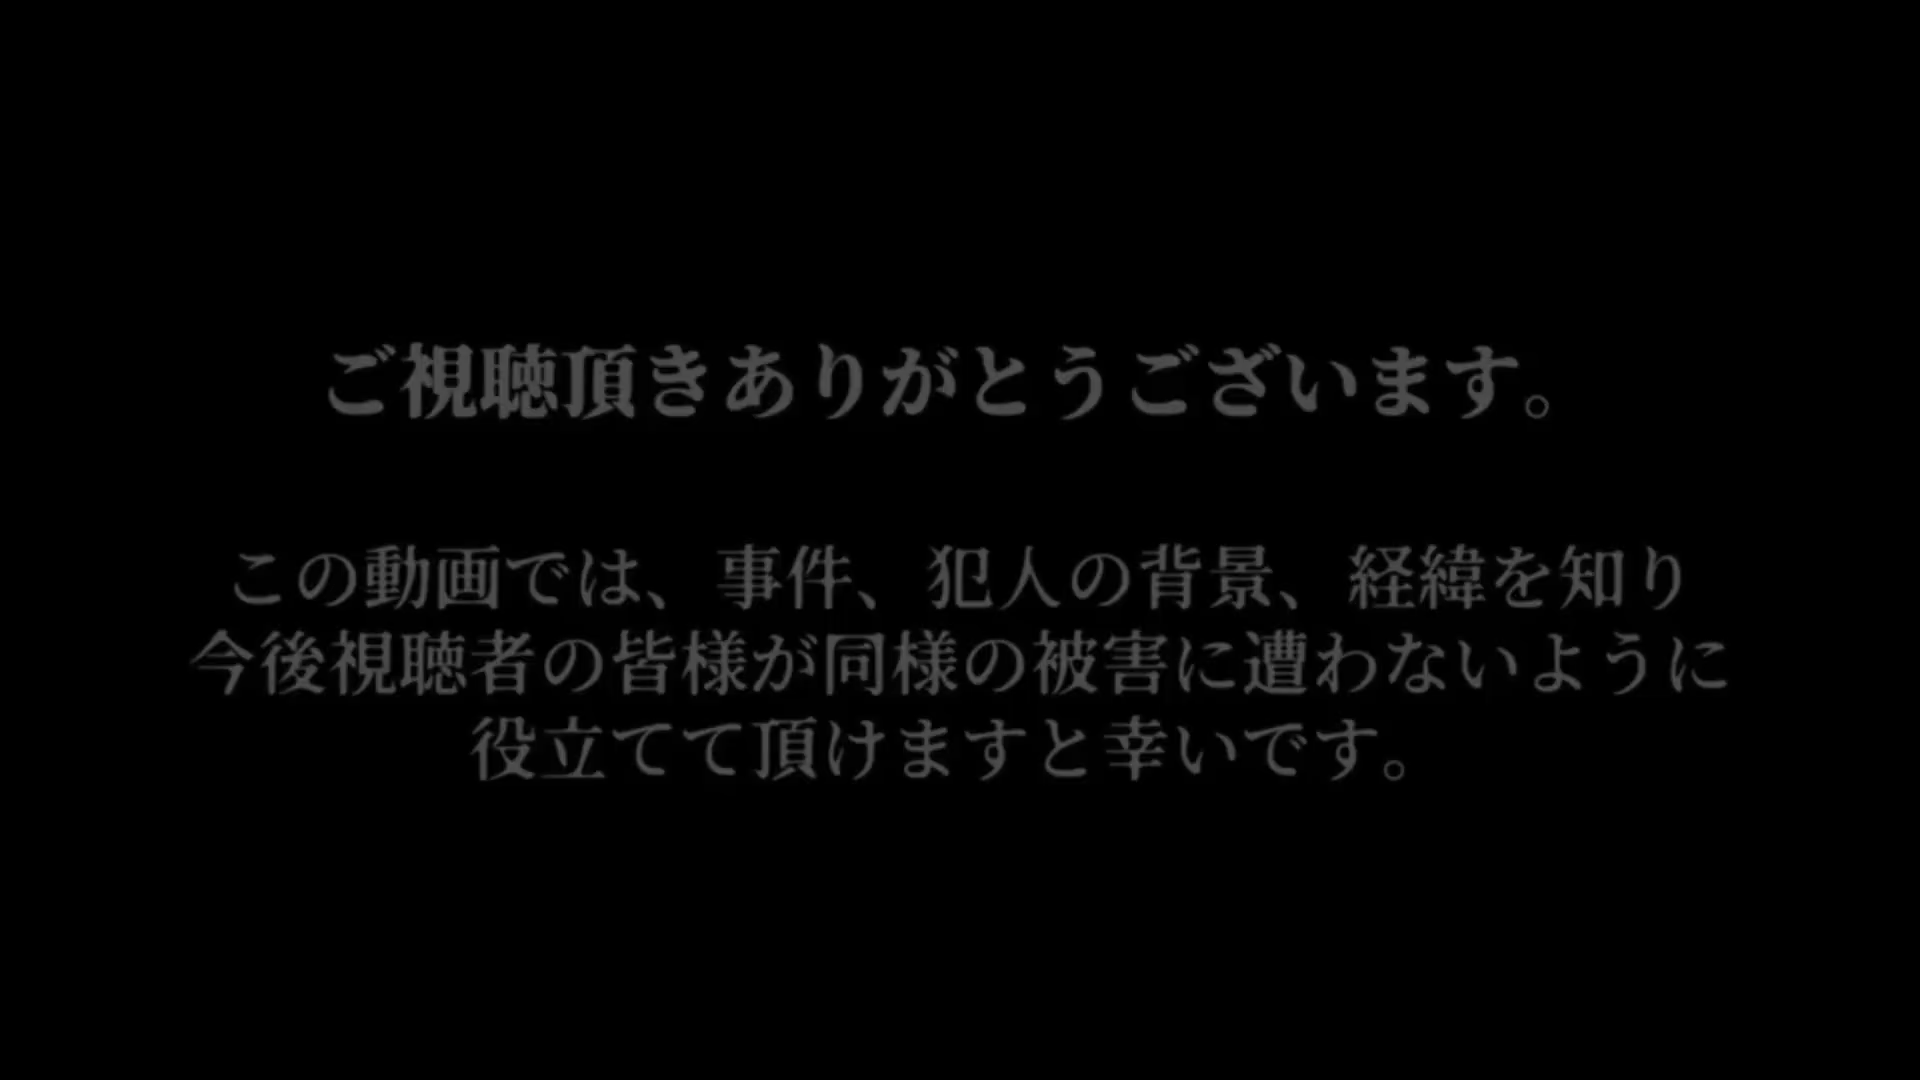 ご視聴頂きありがとうございます。
この動画では、事件、犯人の背景、経緯を知り
今後視聴者の皆様が同様の被害に遭わないように
役立てて頂けますと幸いです。